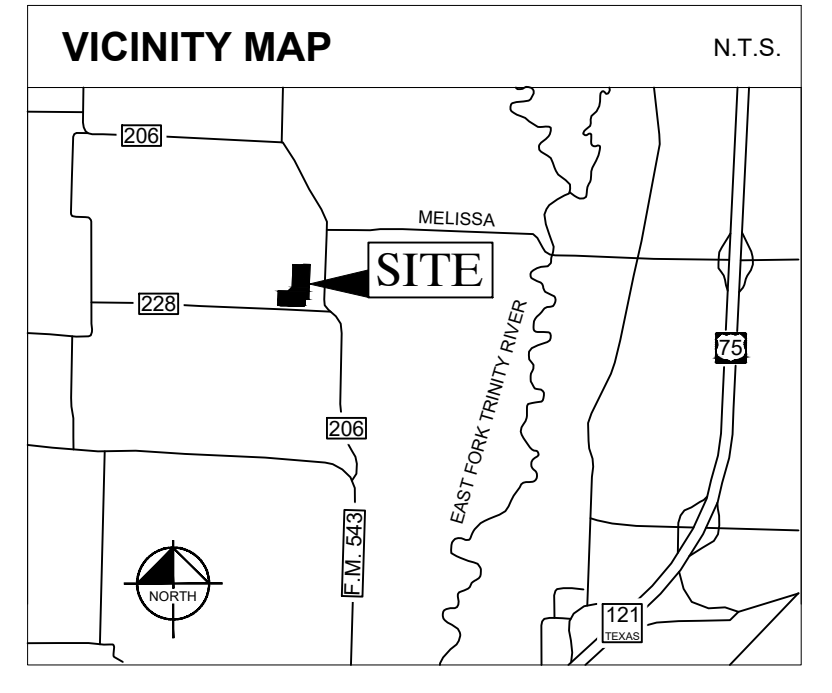 VICINITY MAP
N.T.S.
206
MELISSA
SITE
228
EAST FORK TRINITY RIVER
75
206
F.M. 543
NORTH
121
TEXAS